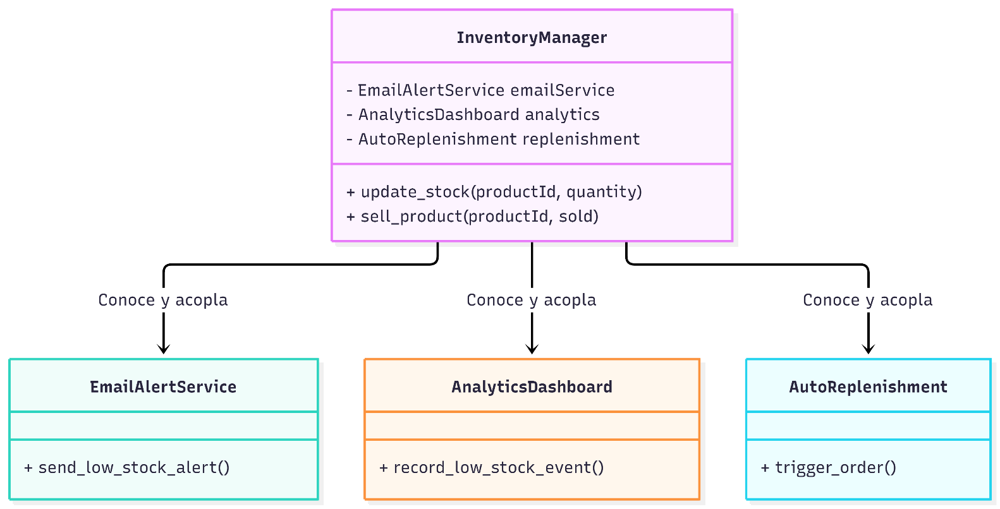 InventoryManager
- EmailAlertService emailService
- AnalyticsDashboard analytics
- AutoReplenishment replenishment
+ update_stock(productId, quantity)
+ sell_product(productId, sold)
Conoce y acopla
Conoce y acopla
Conoce y acopla
EmailAlertService
+ send_low_stock_alert()
AnalyticsDashboard
+ record_low_stock_event()
AutoReplenishment
+ trigger_order()